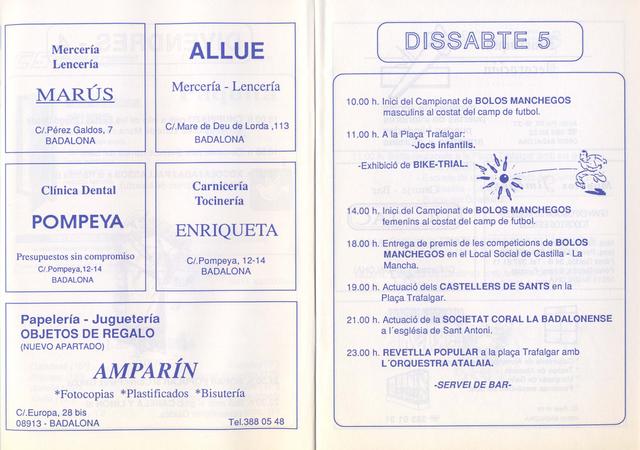 Mercería
Lencería
MARÚS
C/.Pérez Galdos, 7
BADALONA
ALLUE
Mercería - Lencería
C/.Mare de Deu de Lorda ,113
BADALONA
Clínica Dental
POMPEYA
Presupuestos sin compromiso
C/.Pompeya,12-14
BADALONA
Carnicería
Tocinería
ENRIQUETA
C/.Pompeya, 12-14
BADALONA
Papelería - Juguetería
OBJETOS DE REGALO
(NUEVO APARTADO)
AMPARÍN
*Fotocopias *Plastificados *Bisutería
C/.Europa, 28 bis
08913 - BADALONA
Tel.388 05 48
DISSABTE 5
10.00 h. Inici del Campionat de BOLOS MANCHEGOS
masculins al costat del camp de futbol.
11.00 h. A la Plaça Trafalgar:
-Jocs infantils.
-Exhibició de BIKE-TRIAL.
14.00 h. Inici del Campionat de BOLOS MANCHEGOS
femenins al costat del camp de futbol.
18.00 h. Entrega de premis de les competicions de BOLOS
MANCHEGOS en el Local Social de Castilla - La
Mancha.
19.00 h. Actuació dels CASTELLERS DE SANTS en la
Plaça Trafalgar.
21.00 h. Actuació de la SOCIETAT CORAL LA BADALONENSE
a l´església de Sant Antoni.
23.00 h. REVETLLA POPULAR a la plaça Trafalgar amb
L´ORQUESTRA ATALAIA.
-SERVEI DE BAR-